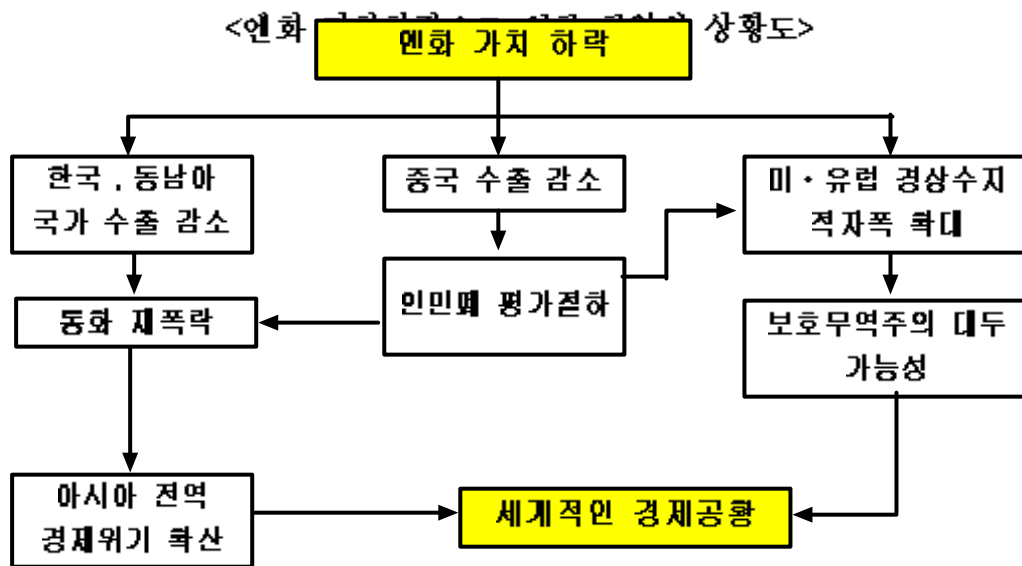 <엔화 상황도>
엔화 가치 하락
한국 , 동남아
국가 수출 감소
중국 수출 감소
미·유럽 경상수지
적자폭 확대
인민폐 평가절하
통화 재폭락
보호무역주의 대두
가능성
아시아 전역
경제위기 확산
세계적인 경제공황